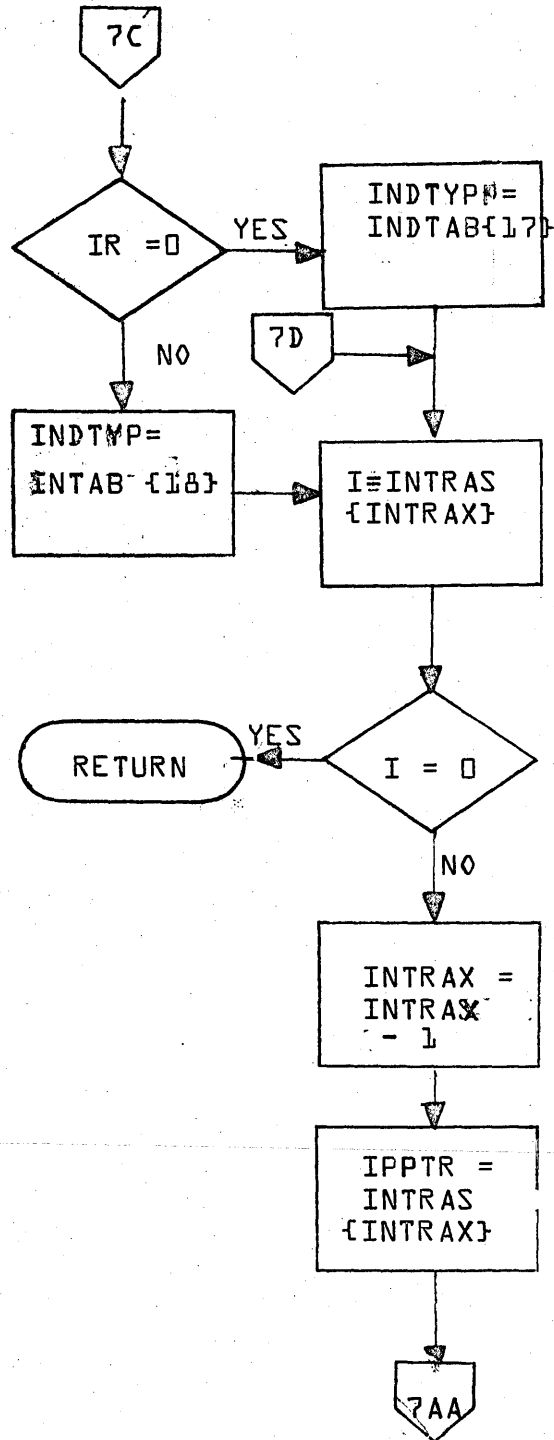 7C
IR =0
YES
INDTYPP=
INDTAB{17}
NO
7D
INDTYP=
INTAB {18}
I=INTRAS
{INTRAX}
YES
RETURN
I = 0
NO
INTRAX =
INTRAX
- 1
IPPTR =
INTRAS
{INTRAX}
7AA